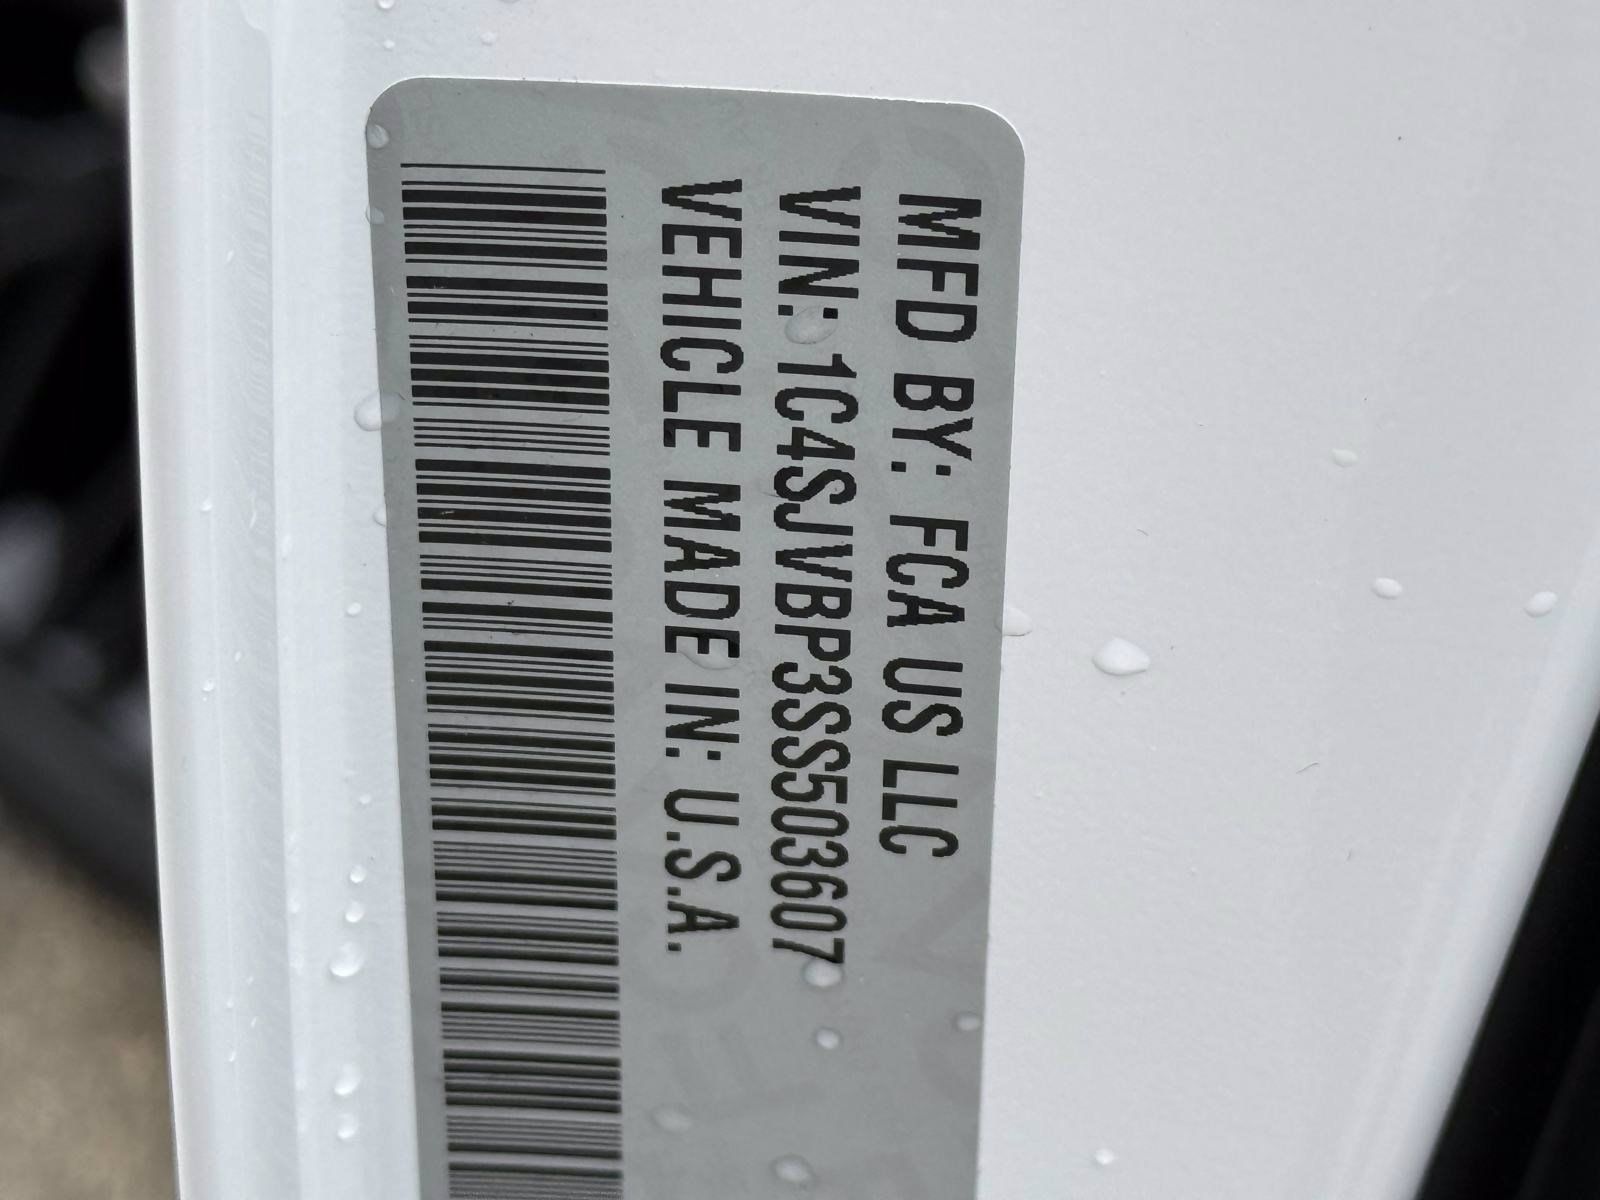 MFD BY: FCA US LLC
VIN: 1C4SJVBP3SS503607
VEHICLE MADE IN: U.S.A.